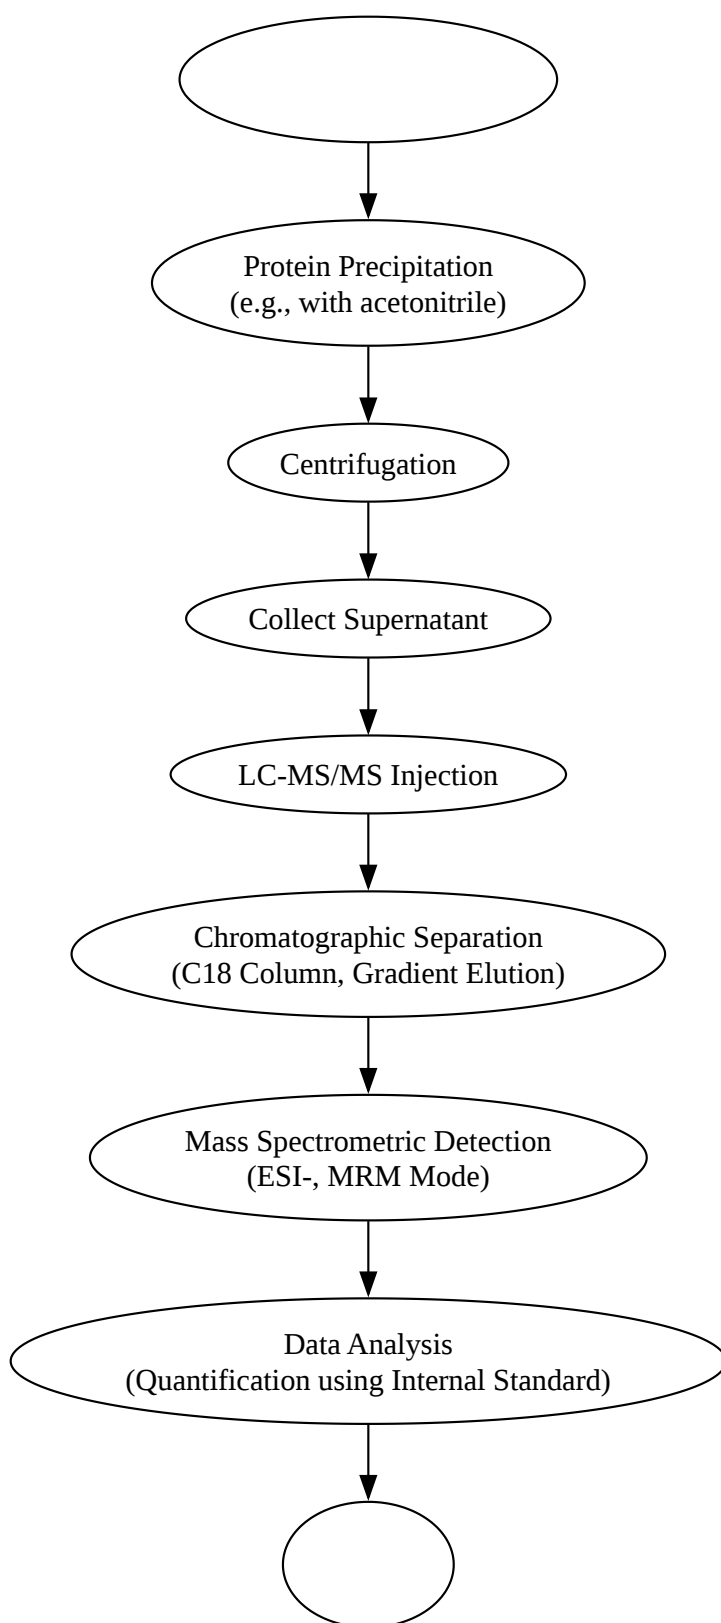 Protein Precipitation
(e.g., with acetonitrile)
Centrifugation
Collect Supernatant
LC-MS/MS Injection
Chromatographic Separation
(C18 Column, Gradient Elution)
Mass Spectrometric Detection
(ESI-, MRM Mode)
Data Analysis
(Quantification using Internal Standard)